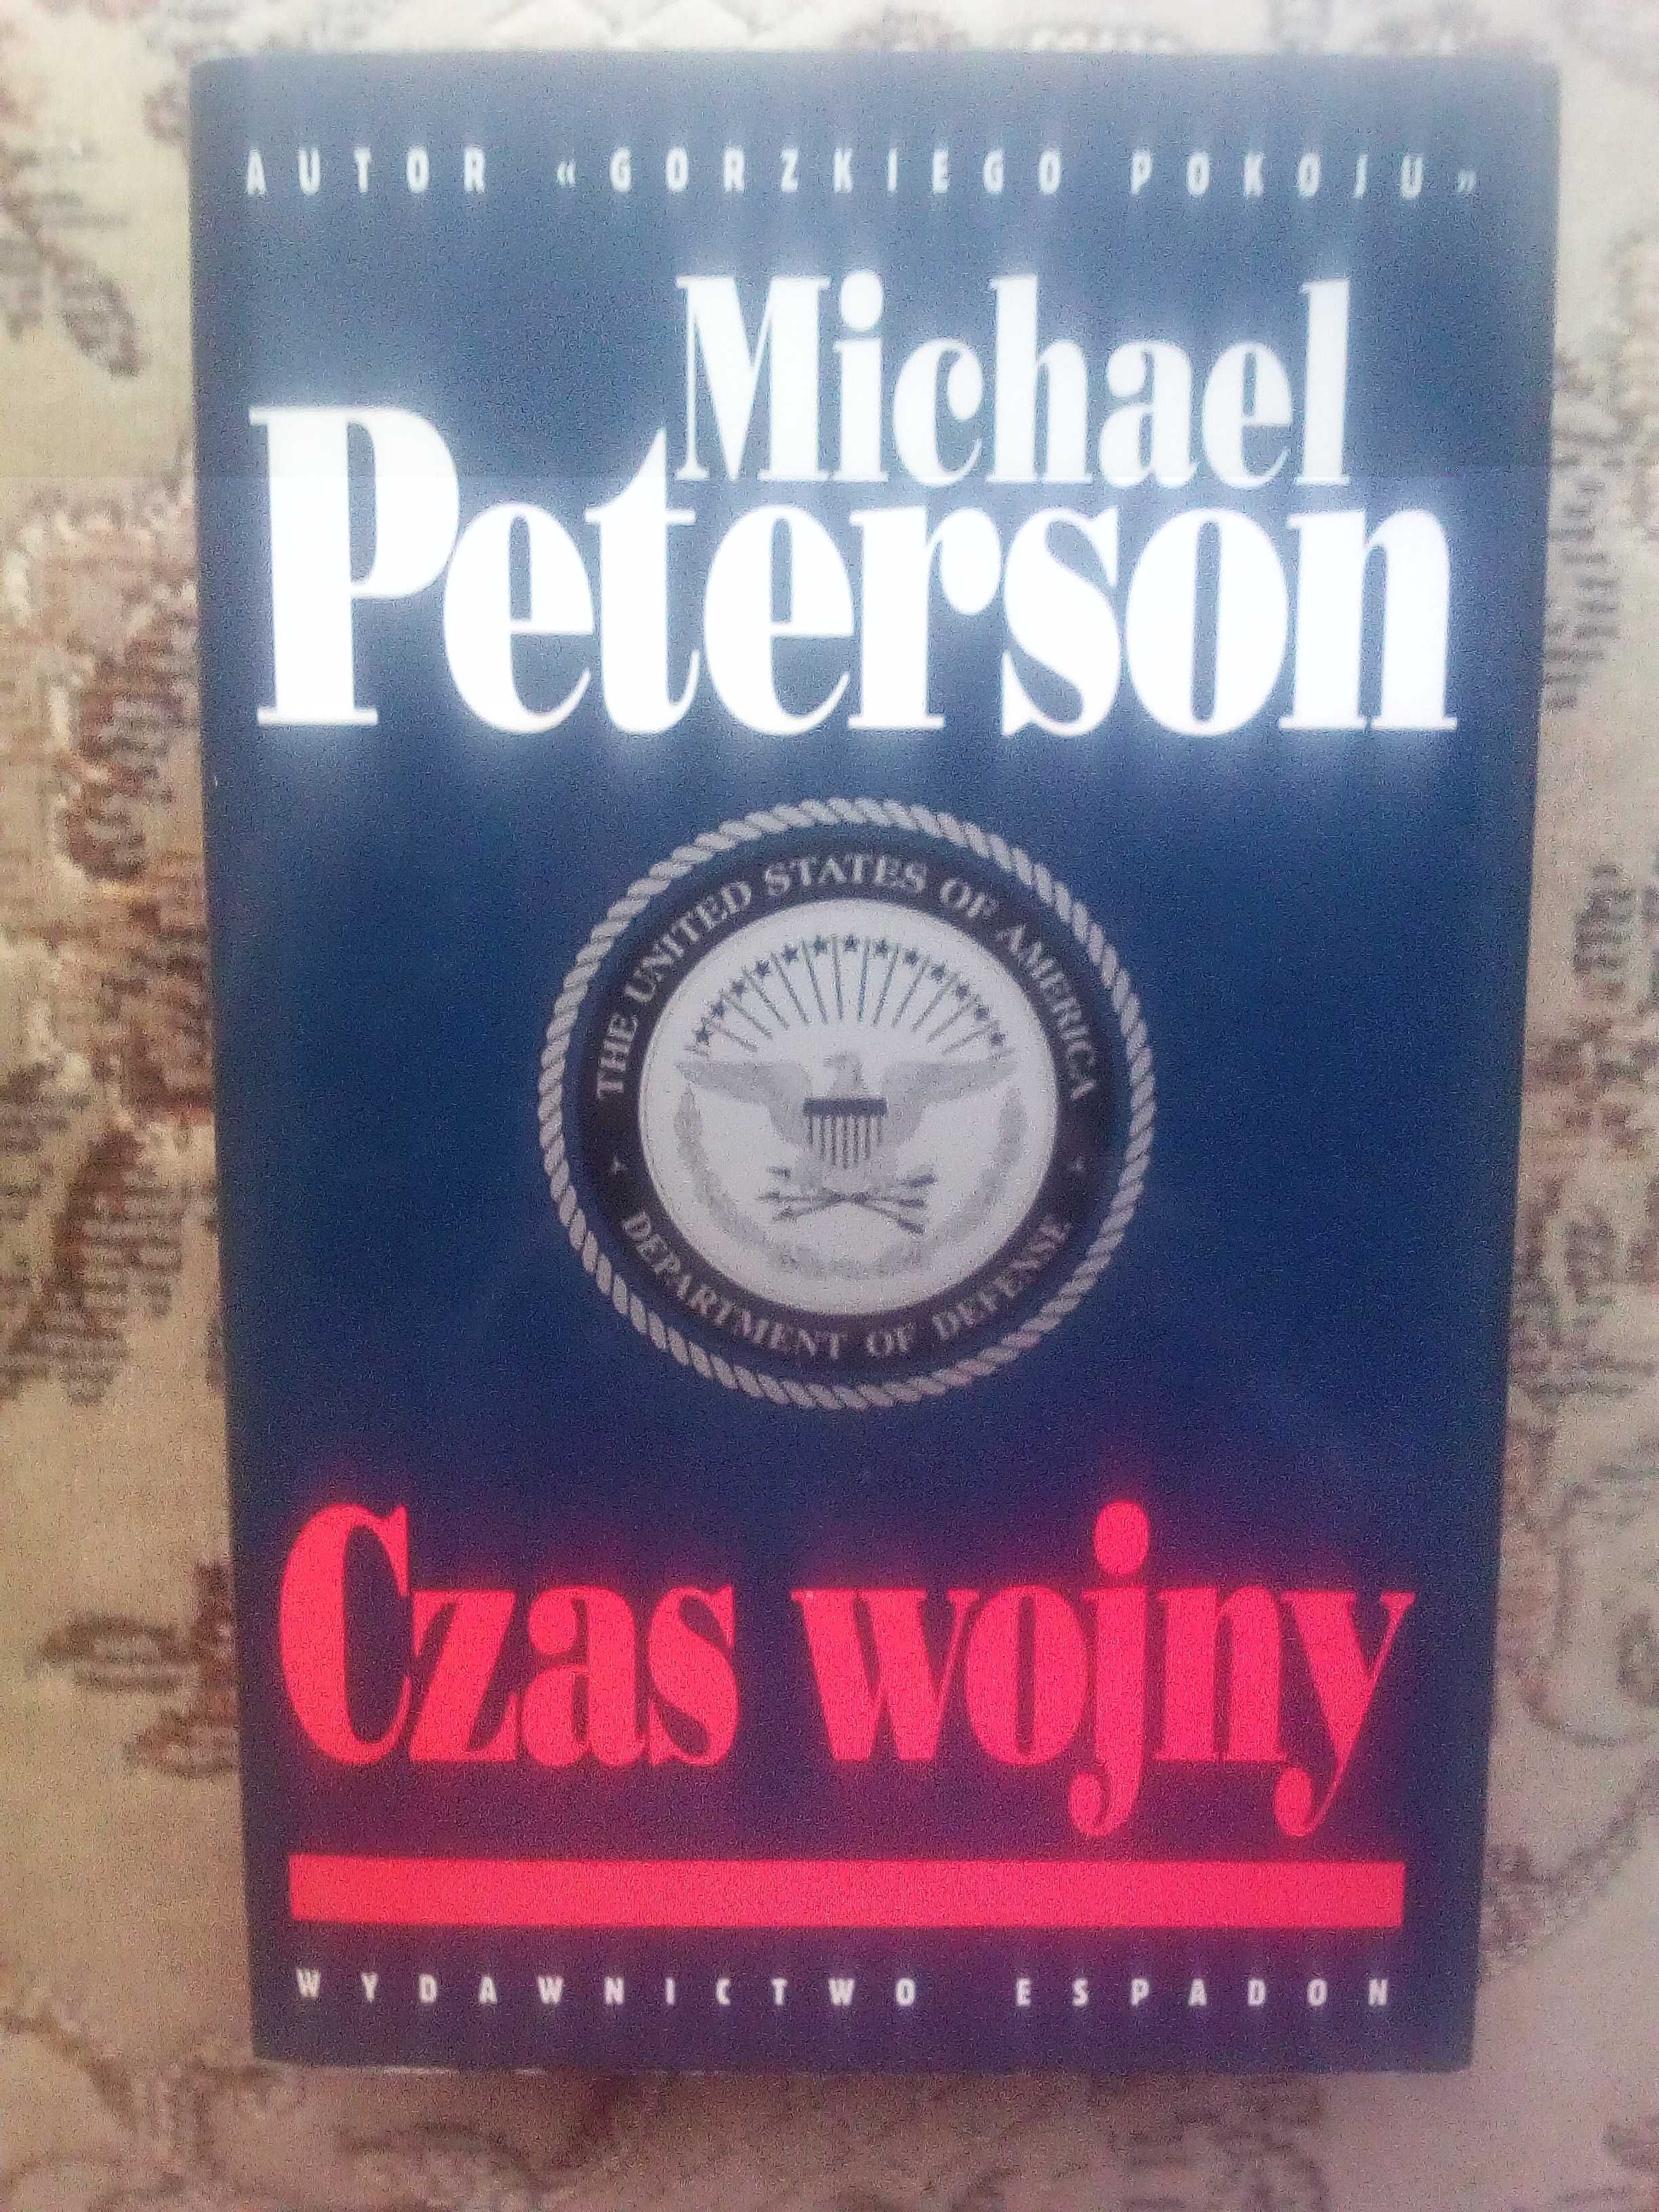 AUTOR «GORZKIEGO POKOJU»
Michael
Peterson
THE UNITED STATES OF AMERICA
DEPARTMENT OF DEFENSE
Czas wojny
WYDAWNICTWO ESPADON